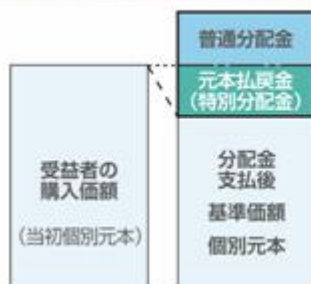 普通分配金
元本払戻金
(特別分配金)
受益者の
購入価額
(当初個別元本)
分配金
支払後
基準価額
個別元本